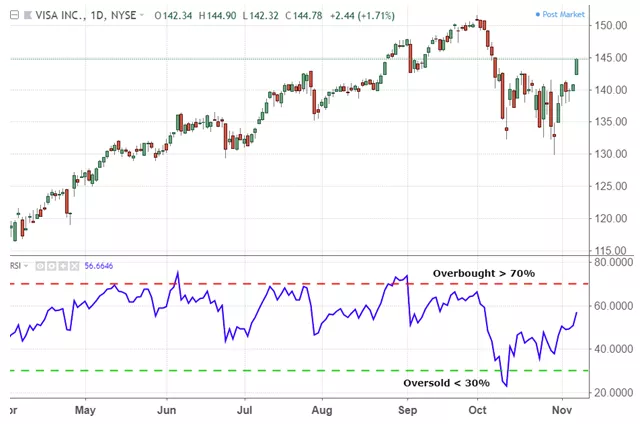 VISA INC., 1D, NYSE O142.34 H144.90 L142.32 C144.78 +2.44 (+1.71%)
Post Market
150.00
145.00
140.00
135.00
130.00
125.00
120.00
115.00
RSI 56.6646
80.0000
Overbought > 70%
60.0000
40.0000
Oversold < 30%
20.0000
May Jun Jul Aug Sep Oct Nov